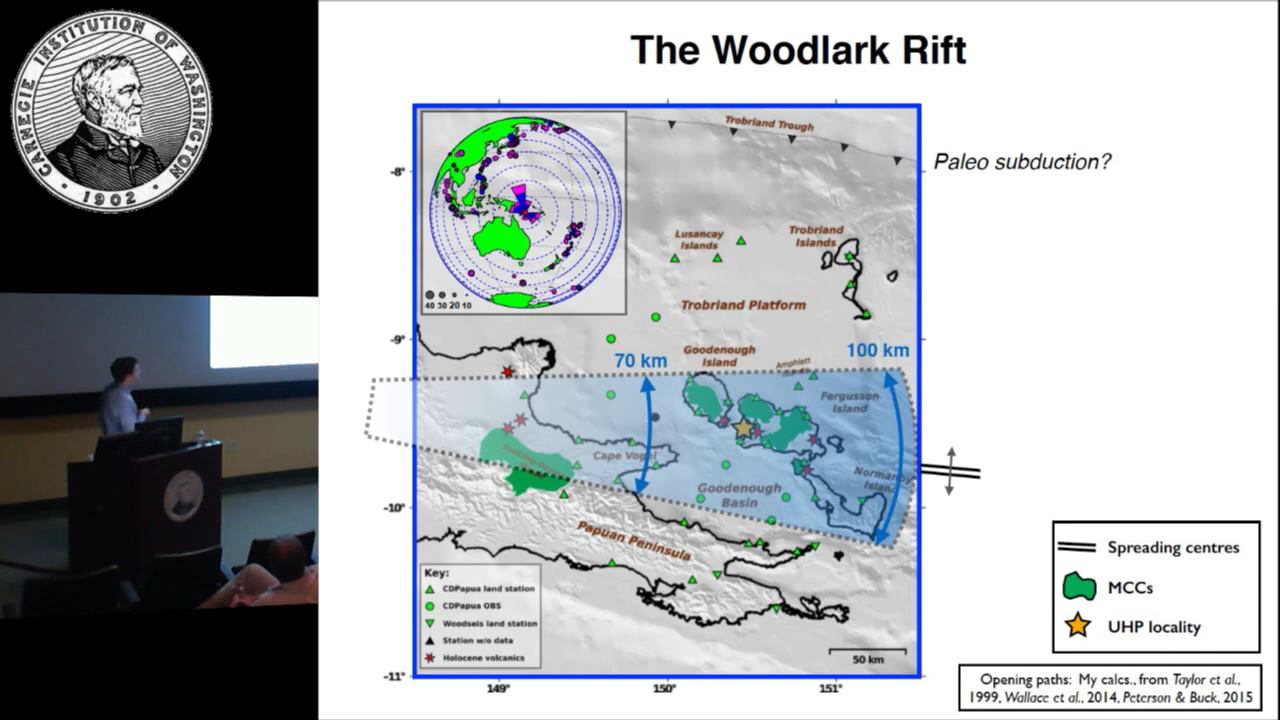 CARNEGIE INSTITUTION OF WASHINGTON
· 1902 ·
The Woodlark Rift
Trobriand Trough
Paleo subduction?
-8°
Lusancay
Islands
Trobriand
Islands
40 30 20 10
Trobriand Platform
-9°
Goodenough
Island
70 km
100 km
Amphlett
Fergusson
Island
Cape Vogel
Normanby
Island
Goodenough
Basin
-10°
Papuan Peninsula
Key:
CDPapua land station
CDPapua OBS
Woodseis land station
Station w/o data
Holocene volcanics
50 km
-11°
149°
150°
151°
Spreading centres
MCCs
UHP locality
Opening paths: My calcs., from Taylor et al.,
1999, Wallace et al., 2014, Peterson & Buck, 2015